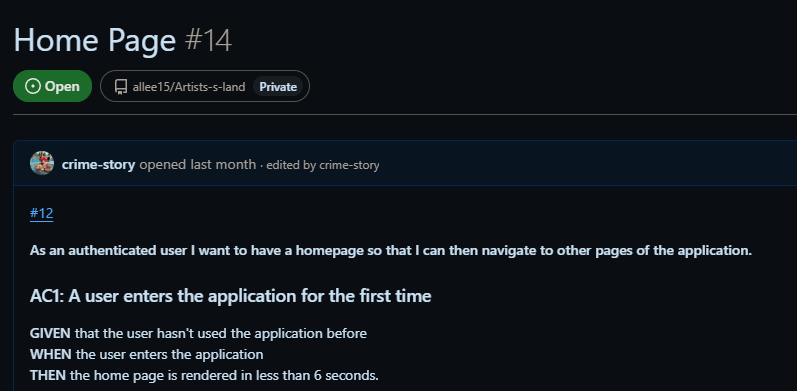 Home Page #14
Open allee15/Artists-s-land Private
crime-story opened last month · edited by crime-story
#12
As an authenticated user I want to have a homepage so that I can then navigate to other pages of the application.
AC1: A user enters the application for the first time
GIVEN that the user hasn't used the application before
WHEN the user enters the application
THEN the home page is rendered in less than 6 seconds.